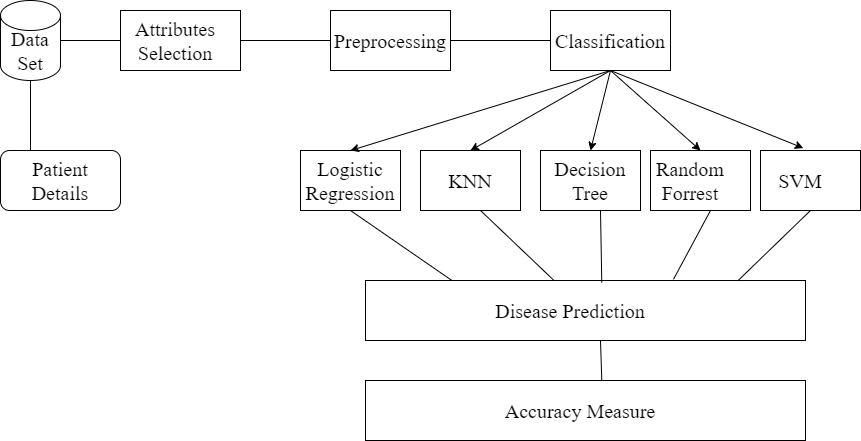 Data
Set
Attributes
Selection
Preprocessing
Classification
Patient
Details
Logistic
Regression
KNN
Decision
Tree
Random
Forrest
SVM
Disease Prediction
Accuracy Measure